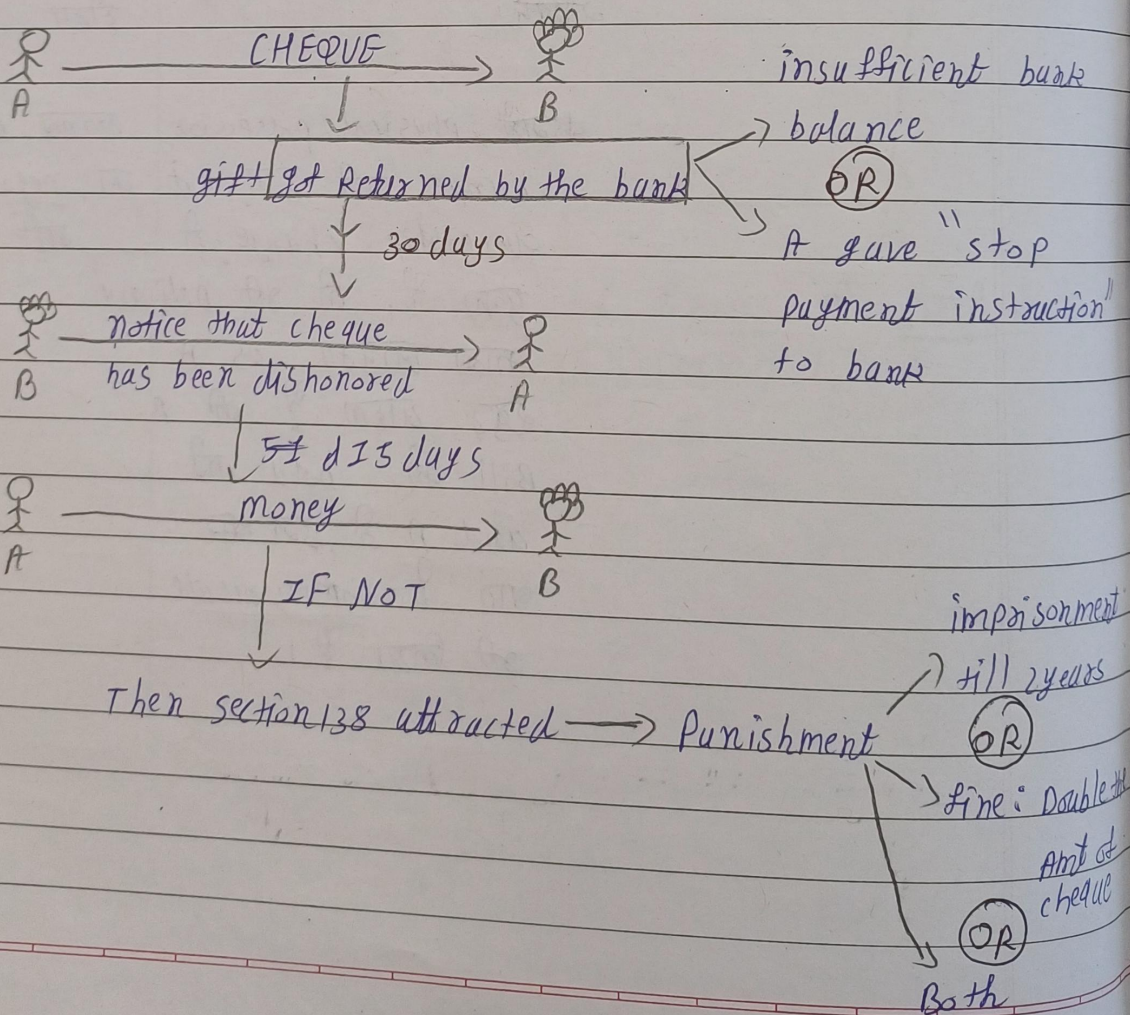 CHEQUE
A
B
insufficient bank
balance
OR
gift got Returned by the bank
30 days
A gave "stop
payment instruction"
to bank
notice that cheque
has been dishonored
B
A
51 d 15 days
money
A
B
IF NOT
imprisonment
till 2 years
Then section 138 attracted
Punishment
OR
fine: Double the
Amt of
cheque
OR
Both